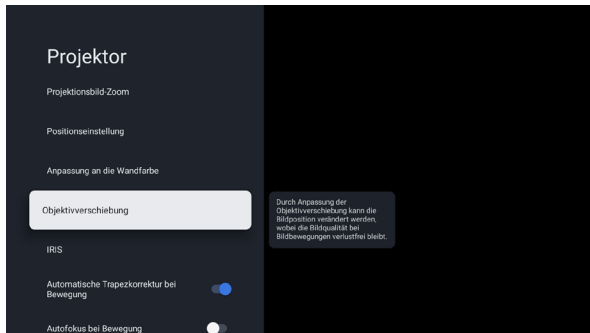 Projektor
Projektionsbild-Zoom
Positionseinstellung
Anpassung an die Wandfarbe
Objektivverschiebung
Durch Anpassung der
Objektivverschiebung kann die
Bildposition verändert werden,
wobei die Bildqualität bei
Bildbewegungen verlustfrei bleibt.
IRIS
Automatische Trapezkorrektur bei
Bewegung
Autofokus bei Bewegung